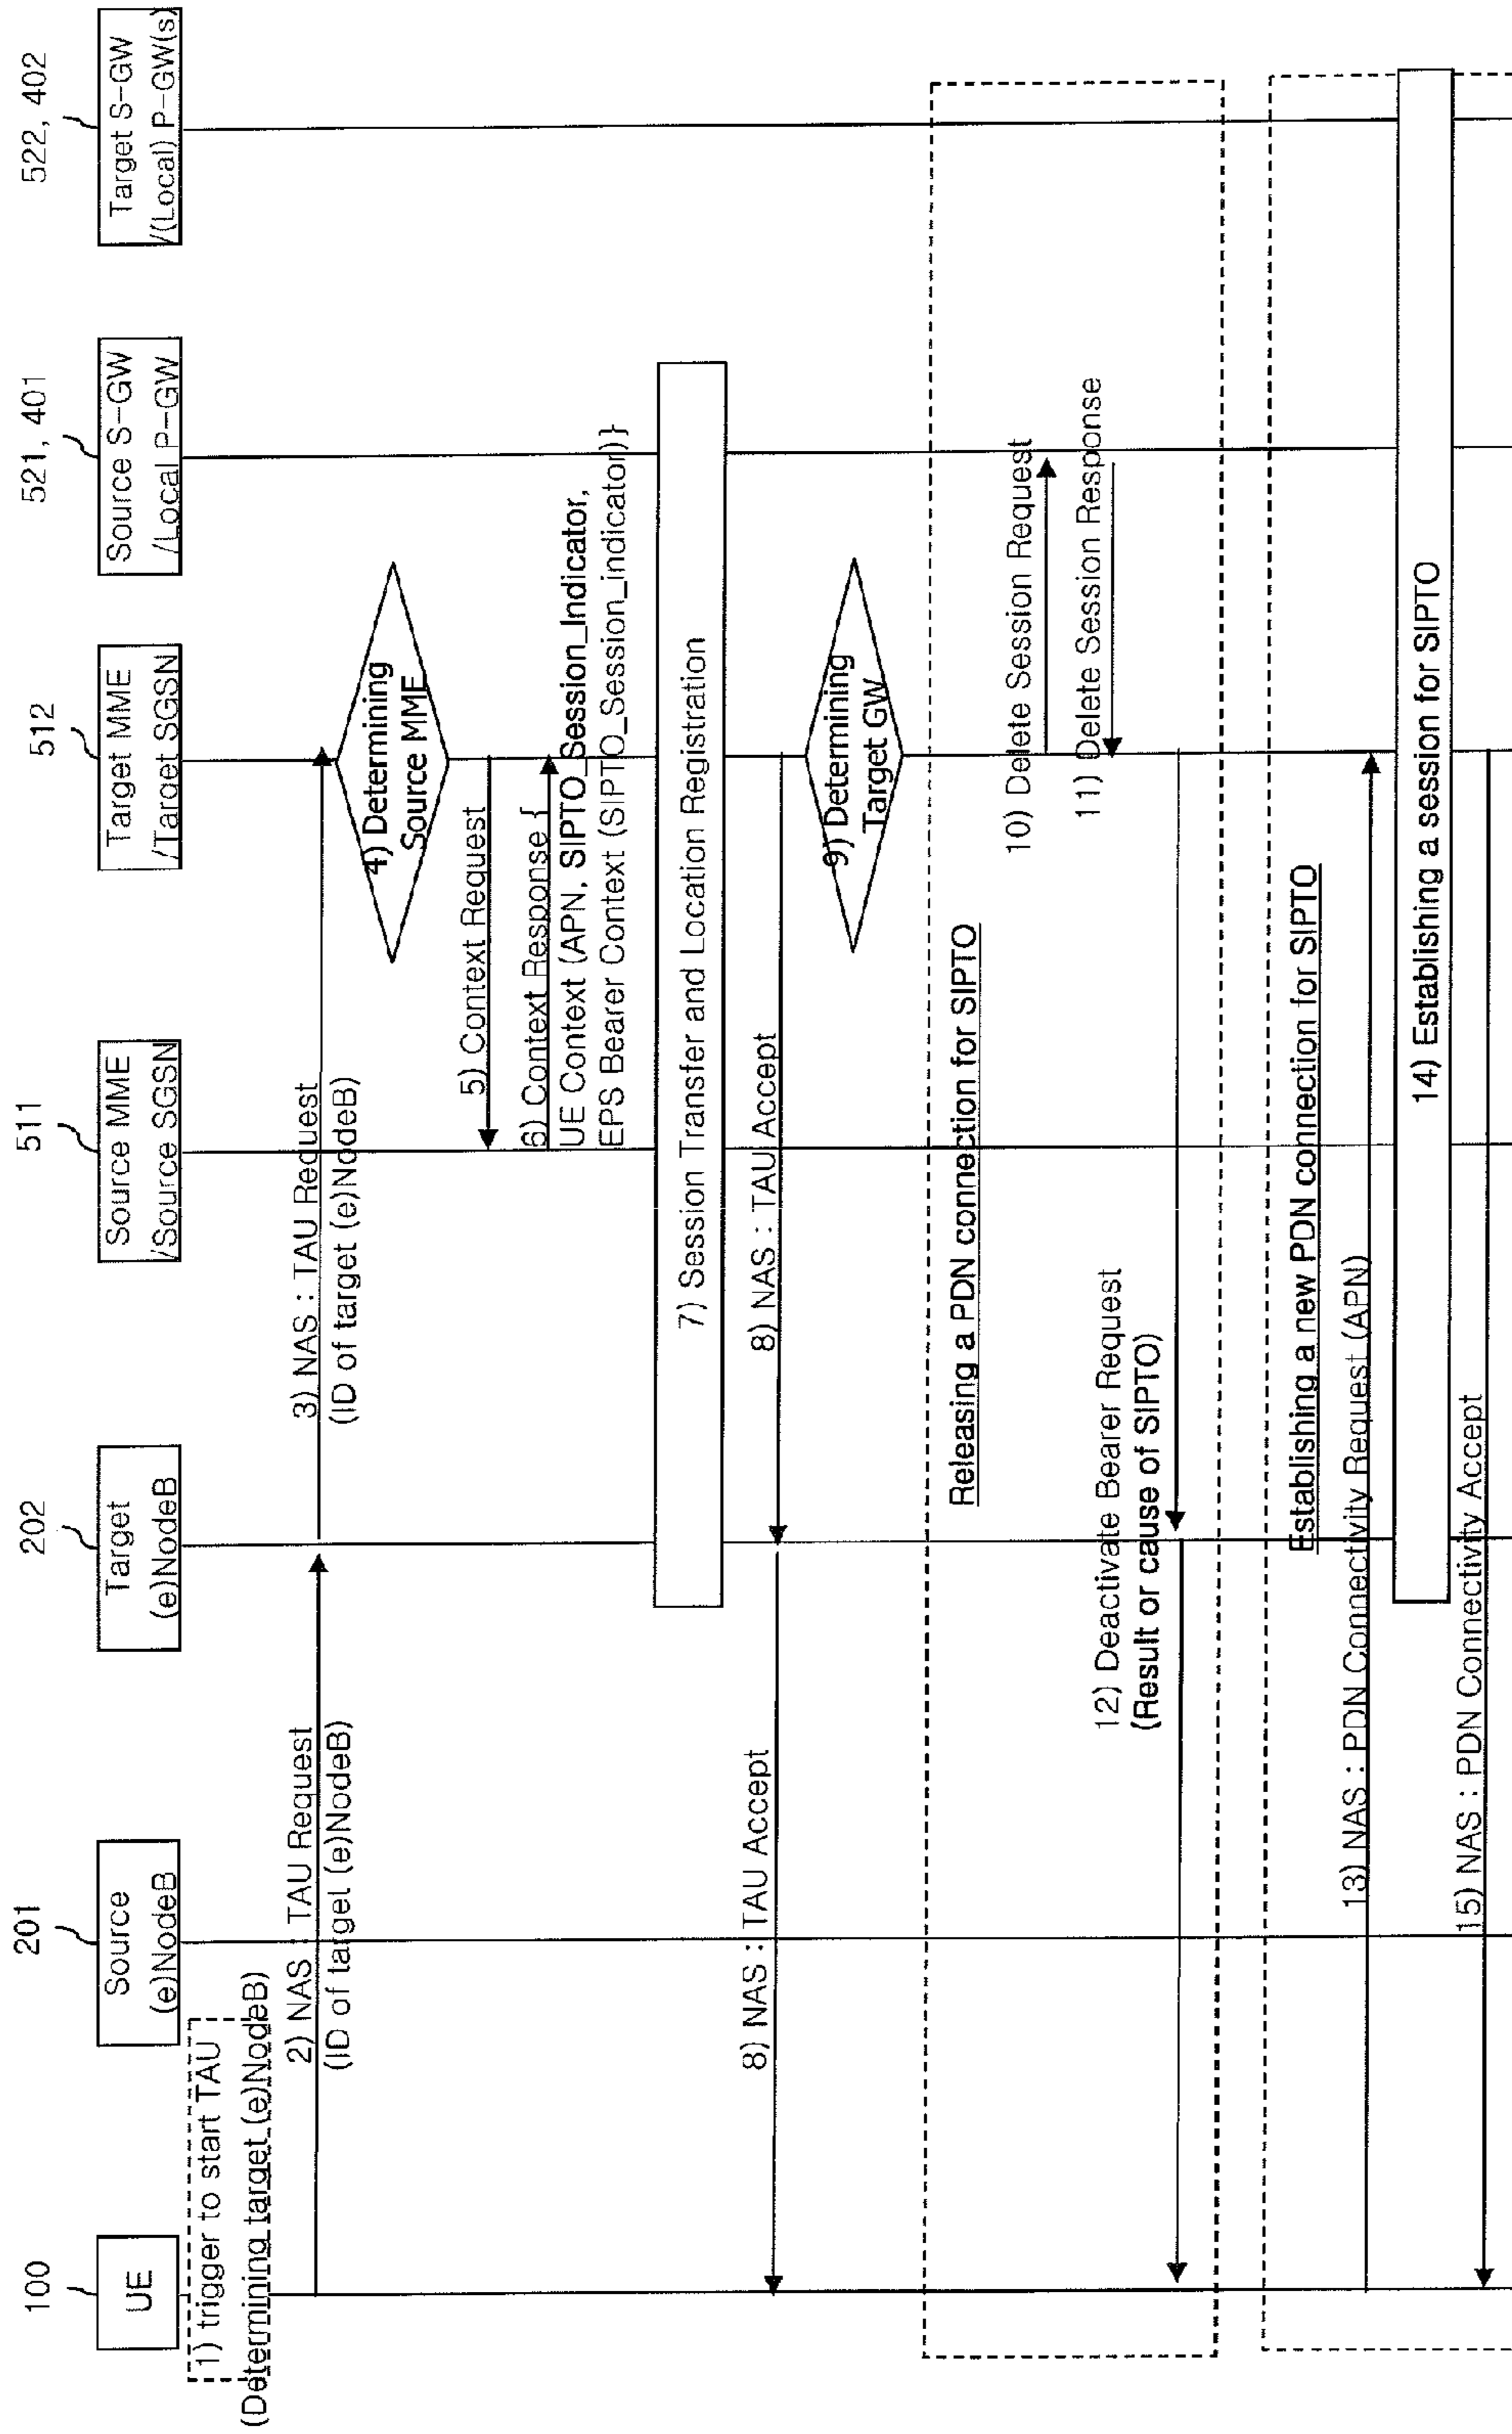 100
201
202
511
512
521, 401
522, 402
UE
Source
(e)NodeB
Target
(e)NodeB
Source MME
/Source SGSN
Target MME
/Target SGSN
Source S-GW
/Local P-GW
Target S-GW
/(Local) P-GW(s)
1) trigger to start TAU
(Determining target (e)NodeB)
2) NAS : TAU Request
(ID of target (e)NodeB)
3) NAS : TAU Request
(ID of target (e)NodeB)
4) Determining
Source MME
5) Context Request
6) Context Response {
UE Context (APN, SIPTO_Session_Indicator,
EPS Bearer Context (SIPTO_Session_indicator)}
7) Session Transfer and Location Registration
8) NAS : TAU Accept
8) NAS : TAU Accept
9) Determining
Target GW
Releasing a PDN connection for SIPTO
10) Delete Session Request
11) Delete Session Response
12) Deactivate Bearer Request
(Result or cause of SIPTO)
Establishing a new PDN connection for SIPTO
13) NAS : PDN Connectivity Request (APN)
14) Establishing a session for SIPTO
15) NAS : PDN Connectivity Accept